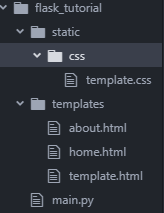 flask_tutorial
static
css
template.css
templates
about.html
home.html
template.html
main.py